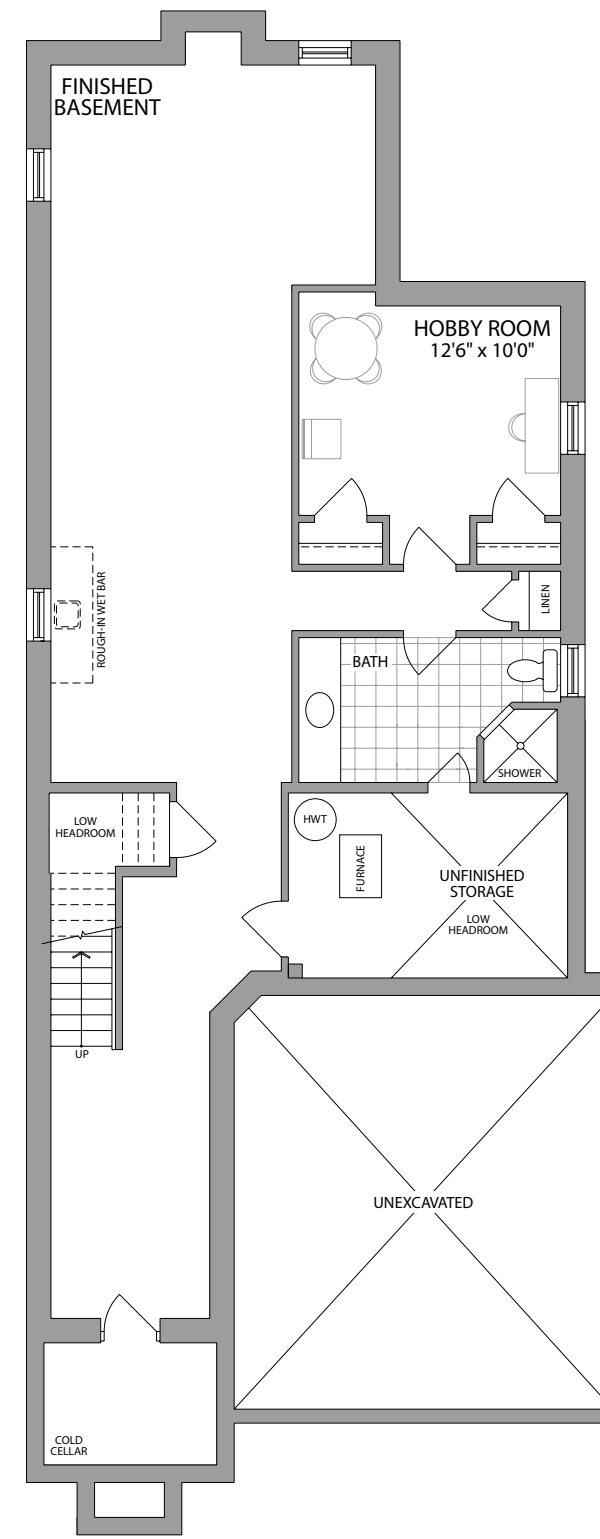 FINISHED
BASEMENT
HOBBY ROOM
12'6" x 10'0"
ROUGH-IN WET BAR
LINEN
BATH
SHOWER
LOW
HEADROOM
HWT
FURNACE
UNFINISHED
STORAGE
LOW
HEADROOM
UP
UNEXCAVATED
COLD
CELLAR